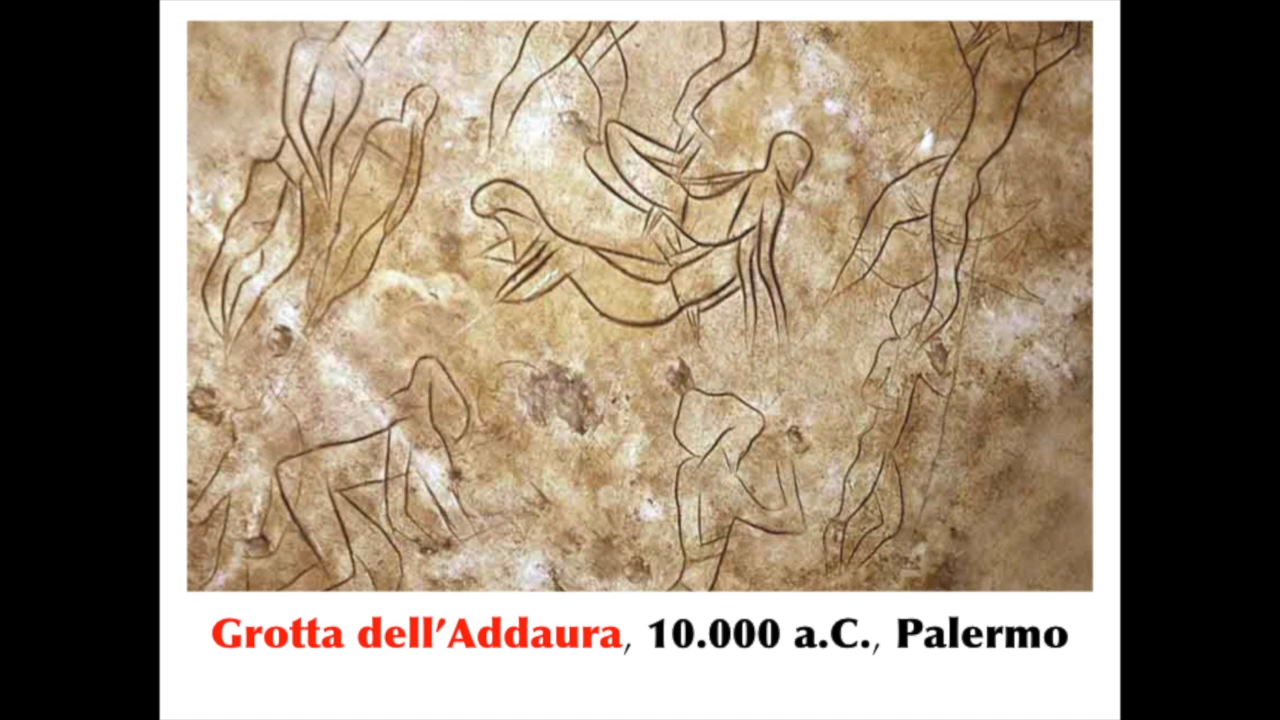 Grotta dell’Addaura, 10.000 a.C., Palermo